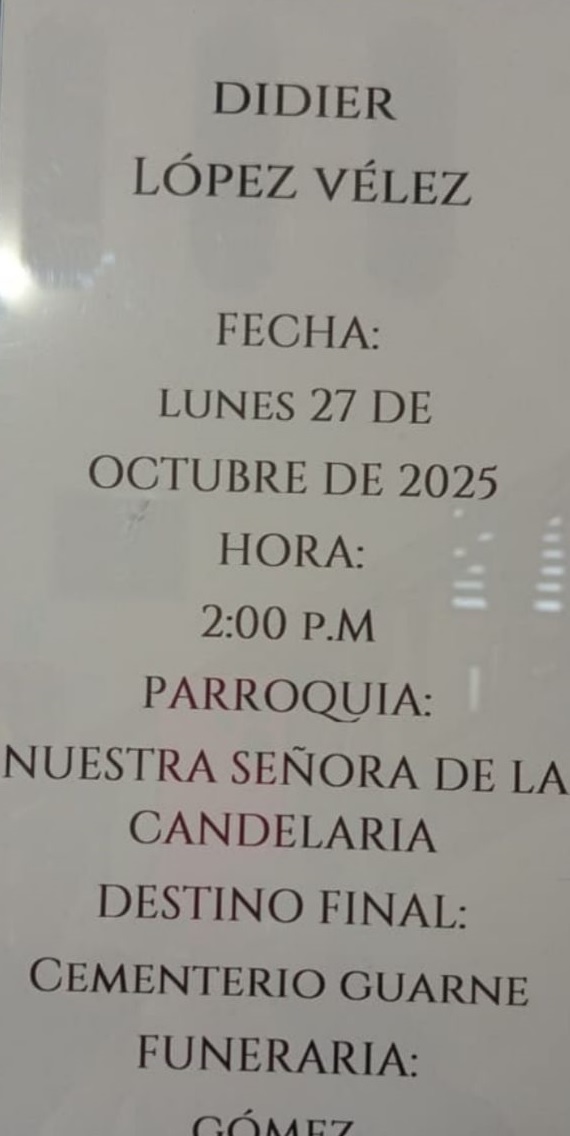 DIDIER
LÓPEZ VÉLEZ
FECHA:
LUNES 27 DE
OCTUBRE DE 2025
HORA:
2:00 P.M
PARROQUIA:
NUESTRA SEÑORA DE LA
CANDELARIA
DESTINO FINAL:
CEMENTERIO GUARNE
FUNERARIA:
GÓMEZ